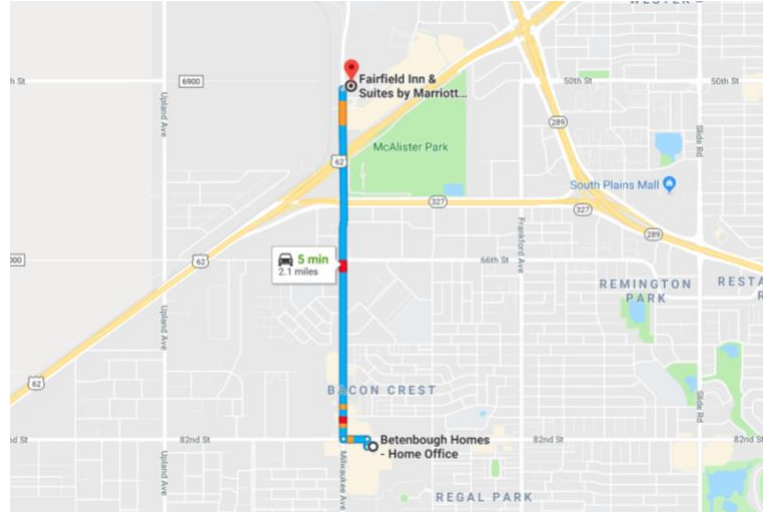 6900
50th St
50th St
Upland Ave
Fairfield Inn &
Suites by Marriott...
289
Slide Rd
McAlister Park
62
South Plains Mall
327
327
289
Frankford Ave
5 min
2.1 miles
62
66th St
REMINGTON
PARK
Upland Ave
62
BACON CREST
Slide Rd
82nd St
Betenbough Homes
- Home Office
82nd St
82nd St
Upland Ave
Milwaukee Ave
REGAL PARK